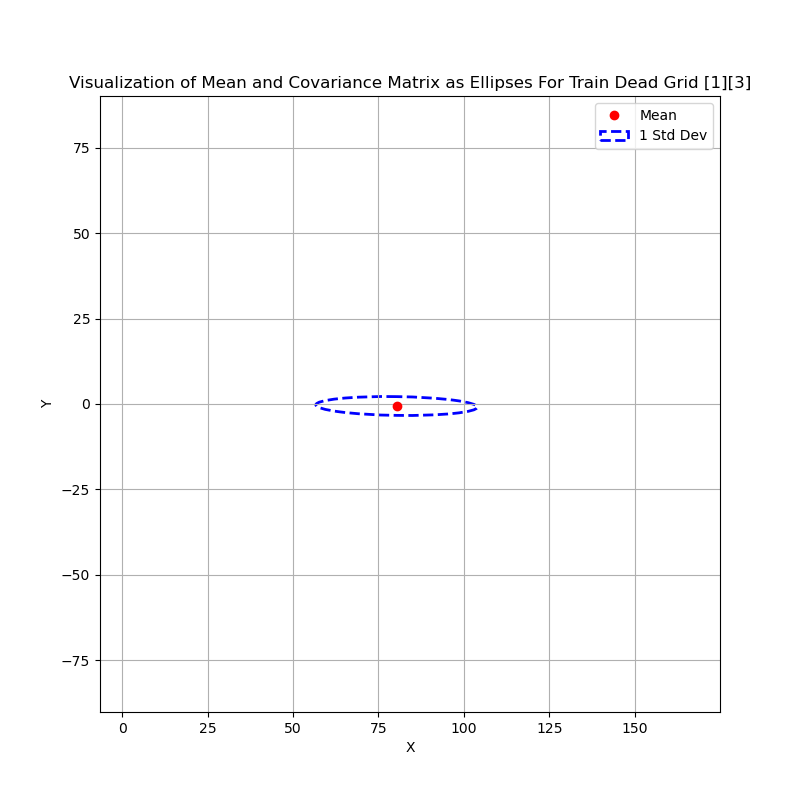 Visualization of Mean and Covariance Matrix as Ellipses For Train Dead Grid [1][3]
Mean
1 Std Dev
75
50
25
0
−25
−50
−75
Y
0
25
50
75
100
125
150
X